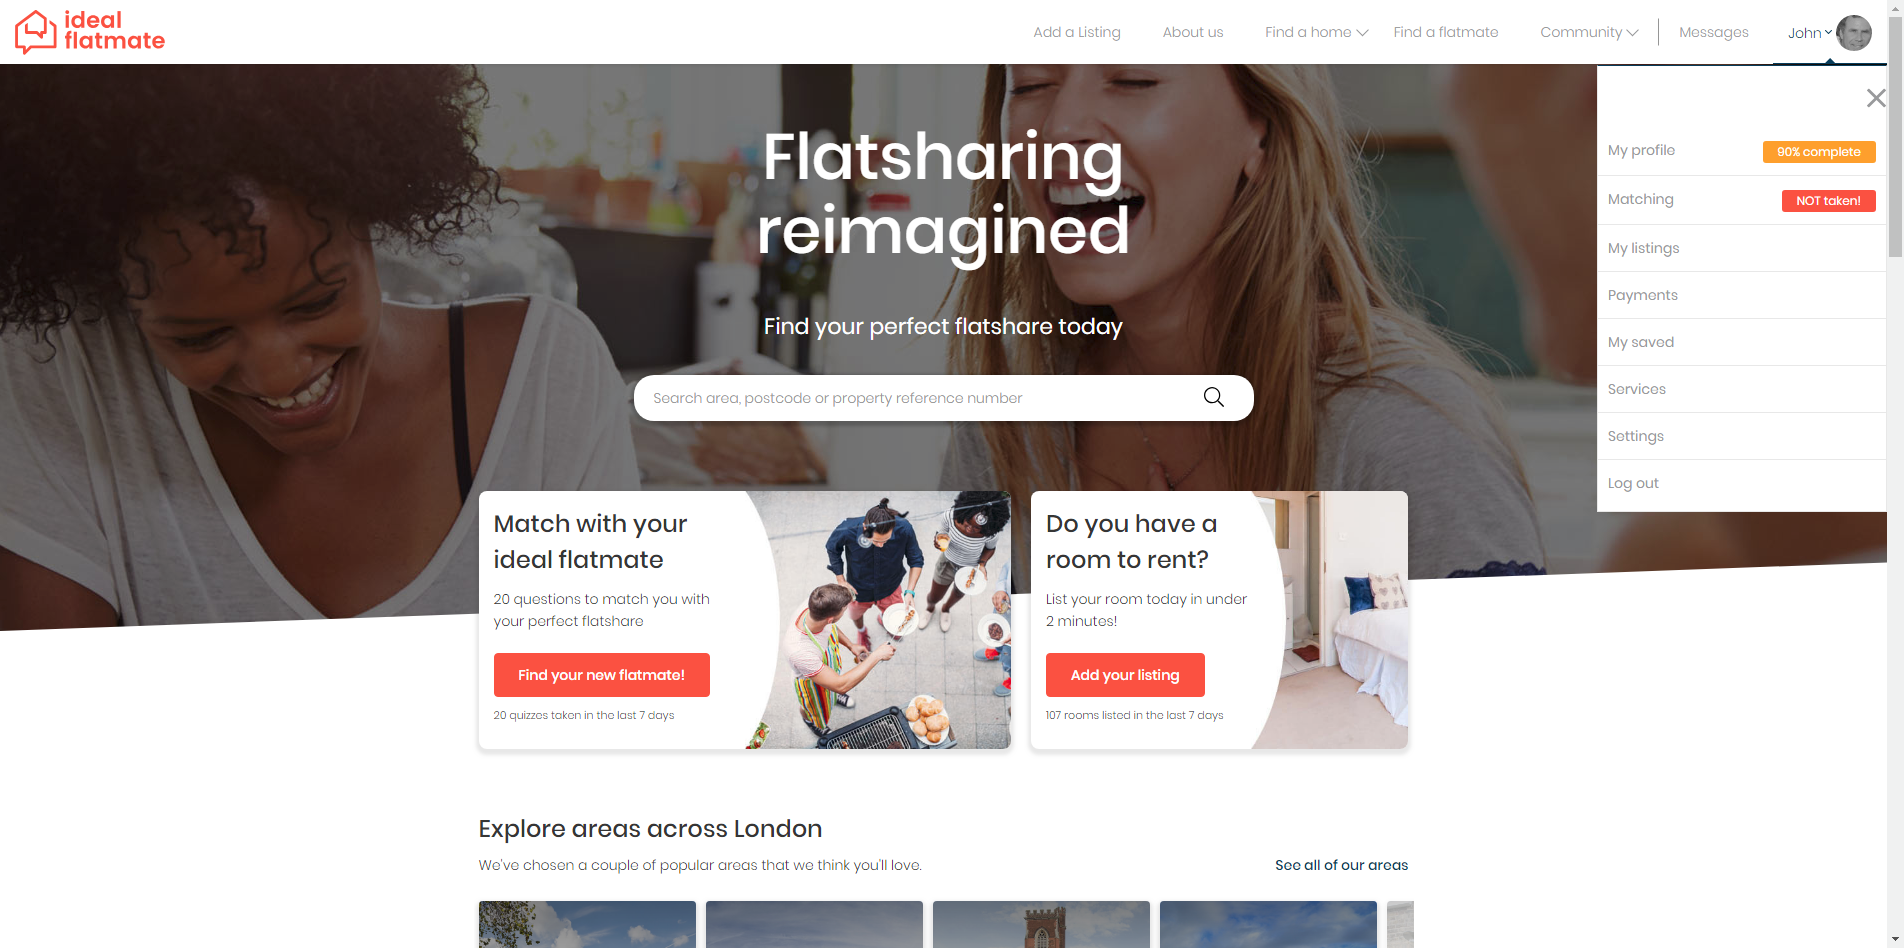 ideal
flatmate
Add a Listing
About us
Find a home
Find a flatmate
Community
Messages
John
My profile
90% complete
Matching
NOT taken!
My listings
Payments
My saved
Services
Settings
Log out
Flatsharing
reimagined
Find your perfect flatshare today
Search area, postcode or property reference number
Match with your
ideal flatmate
20 questions to match you with
your perfect flatshare
Find your new flatmate!
20 quizzes taken in the last 7 days
Do you have a
room to rent?
List your room today in under
2 minutes!
Add your listing
107 rooms listed in the last 7 days
Explore areas across London
We've chosen a couple of popular areas that we think you'll love.
See all of our areas